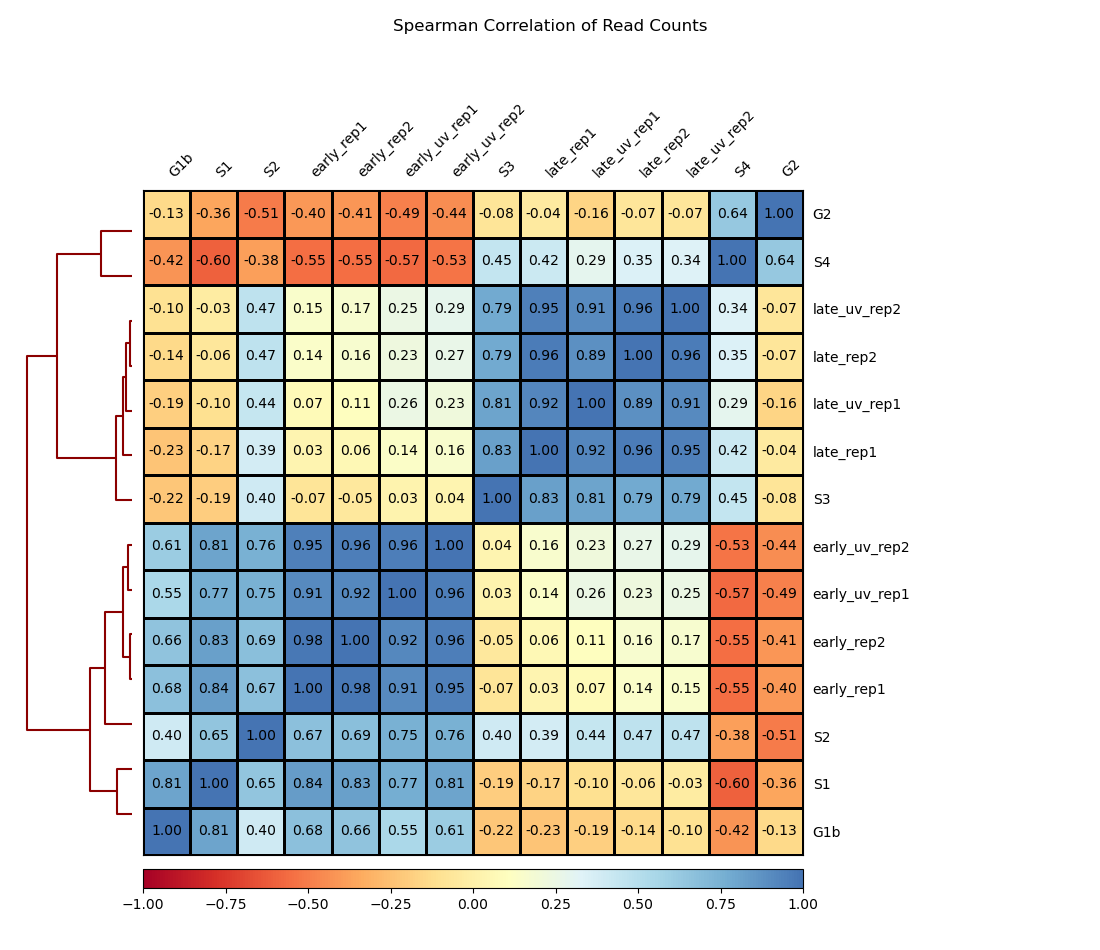 Spearman Correlation of Read Counts
G1b S1 S2 early_rep1 early_rep2 early_uv_rep1 early_uv_rep2 S3 late_rep1 late_uv_rep1 late_rep2 late_uv_rep2 S4 G2
-0.13 -0.36 -0.51 -0.40 -0.41 -0.49 -0.44 -0.08 -0.04 -0.16 -0.07 -0.07 0.64 1.00 G2
-0.42 -0.60 -0.38 -0.55 -0.55 -0.57 -0.53 0.45 0.42 0.29 0.35 0.34 1.00 0.64 S4
-0.10 -0.03 0.47 0.15 0.17 0.25 0.29 0.79 0.95 0.91 0.96 1.00 0.34 -0.07 late_uv_rep2
-0.14 -0.06 0.47 0.14 0.16 0.23 0.27 0.79 0.96 0.89 1.00 0.96 0.35 -0.07 late_rep2
-0.19 -0.10 0.44 0.07 0.11 0.26 0.23 0.81 0.92 1.00 0.89 0.91 0.29 -0.16 late_uv_rep1
-0.23 -0.17 0.39 0.03 0.06 0.14 0.16 0.83 1.00 0.92 0.96 0.95 0.42 -0.04 late_rep1
-0.22 -0.19 0.40 -0.07 -0.05 0.03 0.04 1.00 0.83 0.81 0.79 0.79 0.45 -0.08 S3
0.61 0.81 0.76 0.95 0.96 0.96 1.00 0.04 0.16 0.23 0.27 0.29 -0.53 -0.44 early_uv_rep2
0.55 0.77 0.75 0.91 0.92 1.00 0.96 0.03 0.14 0.26 0.23 0.25 -0.57 -0.49 early_uv_rep1
0.66 0.83 0.69 0.98 1.00 0.92 0.96 -0.05 0.06 0.11 0.16 0.17 -0.55 -0.41 early_rep2
0.68 0.84 0.67 1.00 0.98 0.91 0.95 -0.07 0.03 0.07 0.14 0.15 -0.55 -0.40 early_rep1
0.40 0.65 1.00 0.67 0.69 0.75 0.76 0.40 0.39 0.44 0.47 0.47 -0.38 -0.51 S2
0.81 1.00 0.65 0.84 0.83 0.77 0.81 -0.19 -0.17 -0.10 -0.06 -0.03 -0.60 -0.36 S1
1.00 0.81 0.40 0.68 0.66 0.55 0.61 -0.22 -0.23 -0.19 -0.14 -0.10 -0.42 -0.13 G1b
−1.00 −0.75 −0.50 −0.25 0.00 0.25 0.50 0.75 1.00